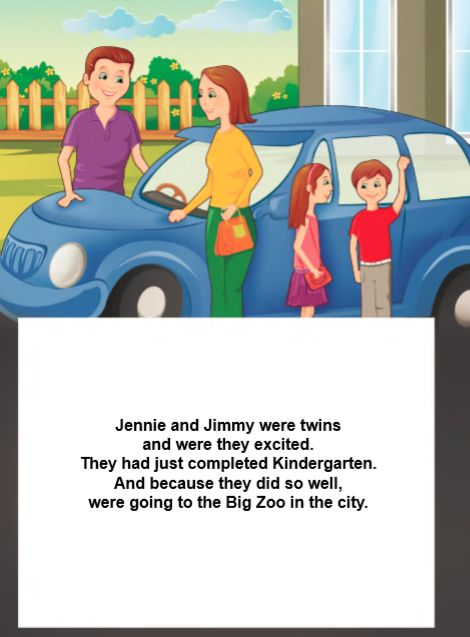 Jennie and Jimmy were twins
and were they excited.
They had just completed Kindergarten.
And because they did so well,
were going to the Big Zoo in the city.